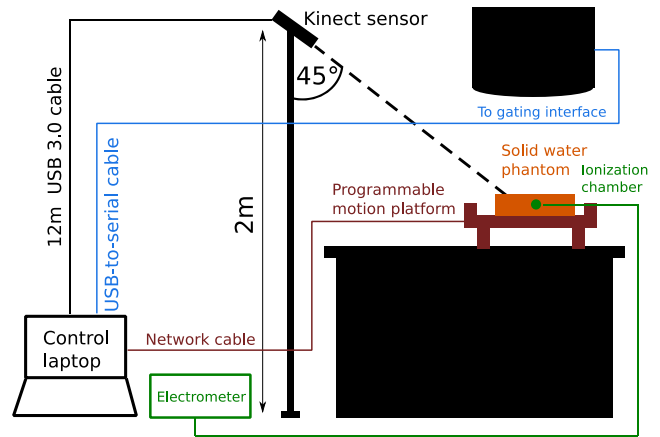 Kinect sensor
45°
12m USB 3.0 cable
USB-to-serial cable
2m
To gating interface
Solid water
phantom
Ionization
chamber
Programmable
motion platform
Control
laptop
Network cable
Electrometer